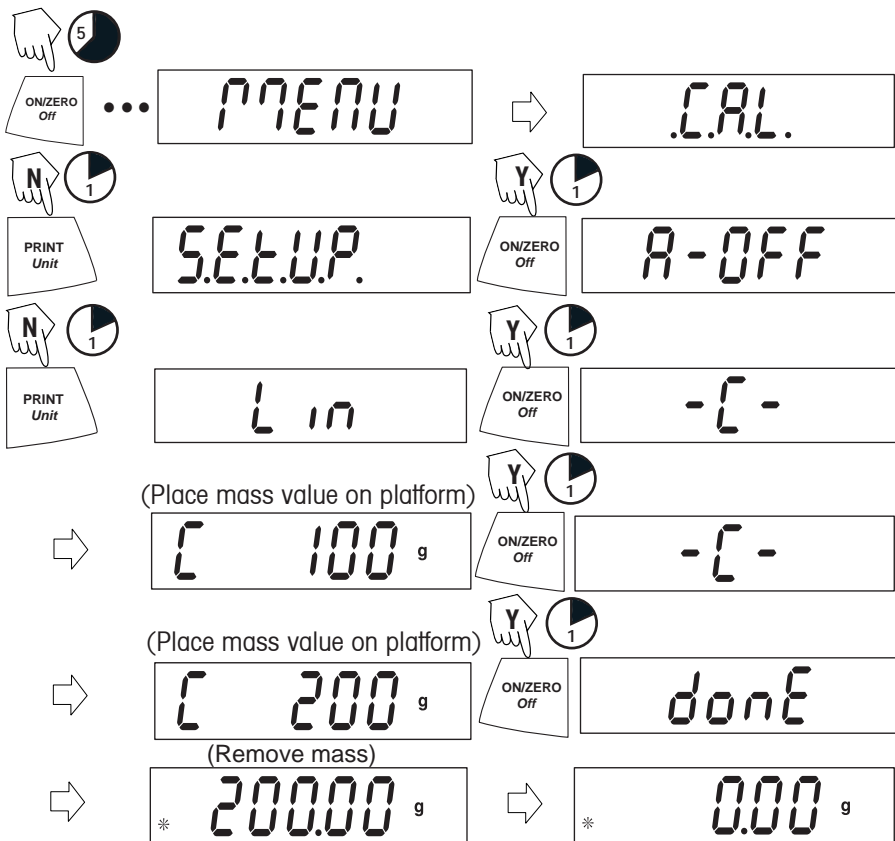 5
ON/ZERO
Off
MENU
.C.A.L.
N
1
Y
1
PRINT
Unit
S.E.t.U.P.
ON/ZERO
Off
A-OFF
N
1
Y
1
PRINT
Unit
Lin
ON/ZERO
Off
-C-
(Place mass value on platform)
Y
1
C 100 g
ON/ZERO
Off
-C-
(Place mass value on platform)
Y
1
C 200 g
ON/ZERO
Off
donE
(Remove mass)
* 200.00 g
* 0.00 g